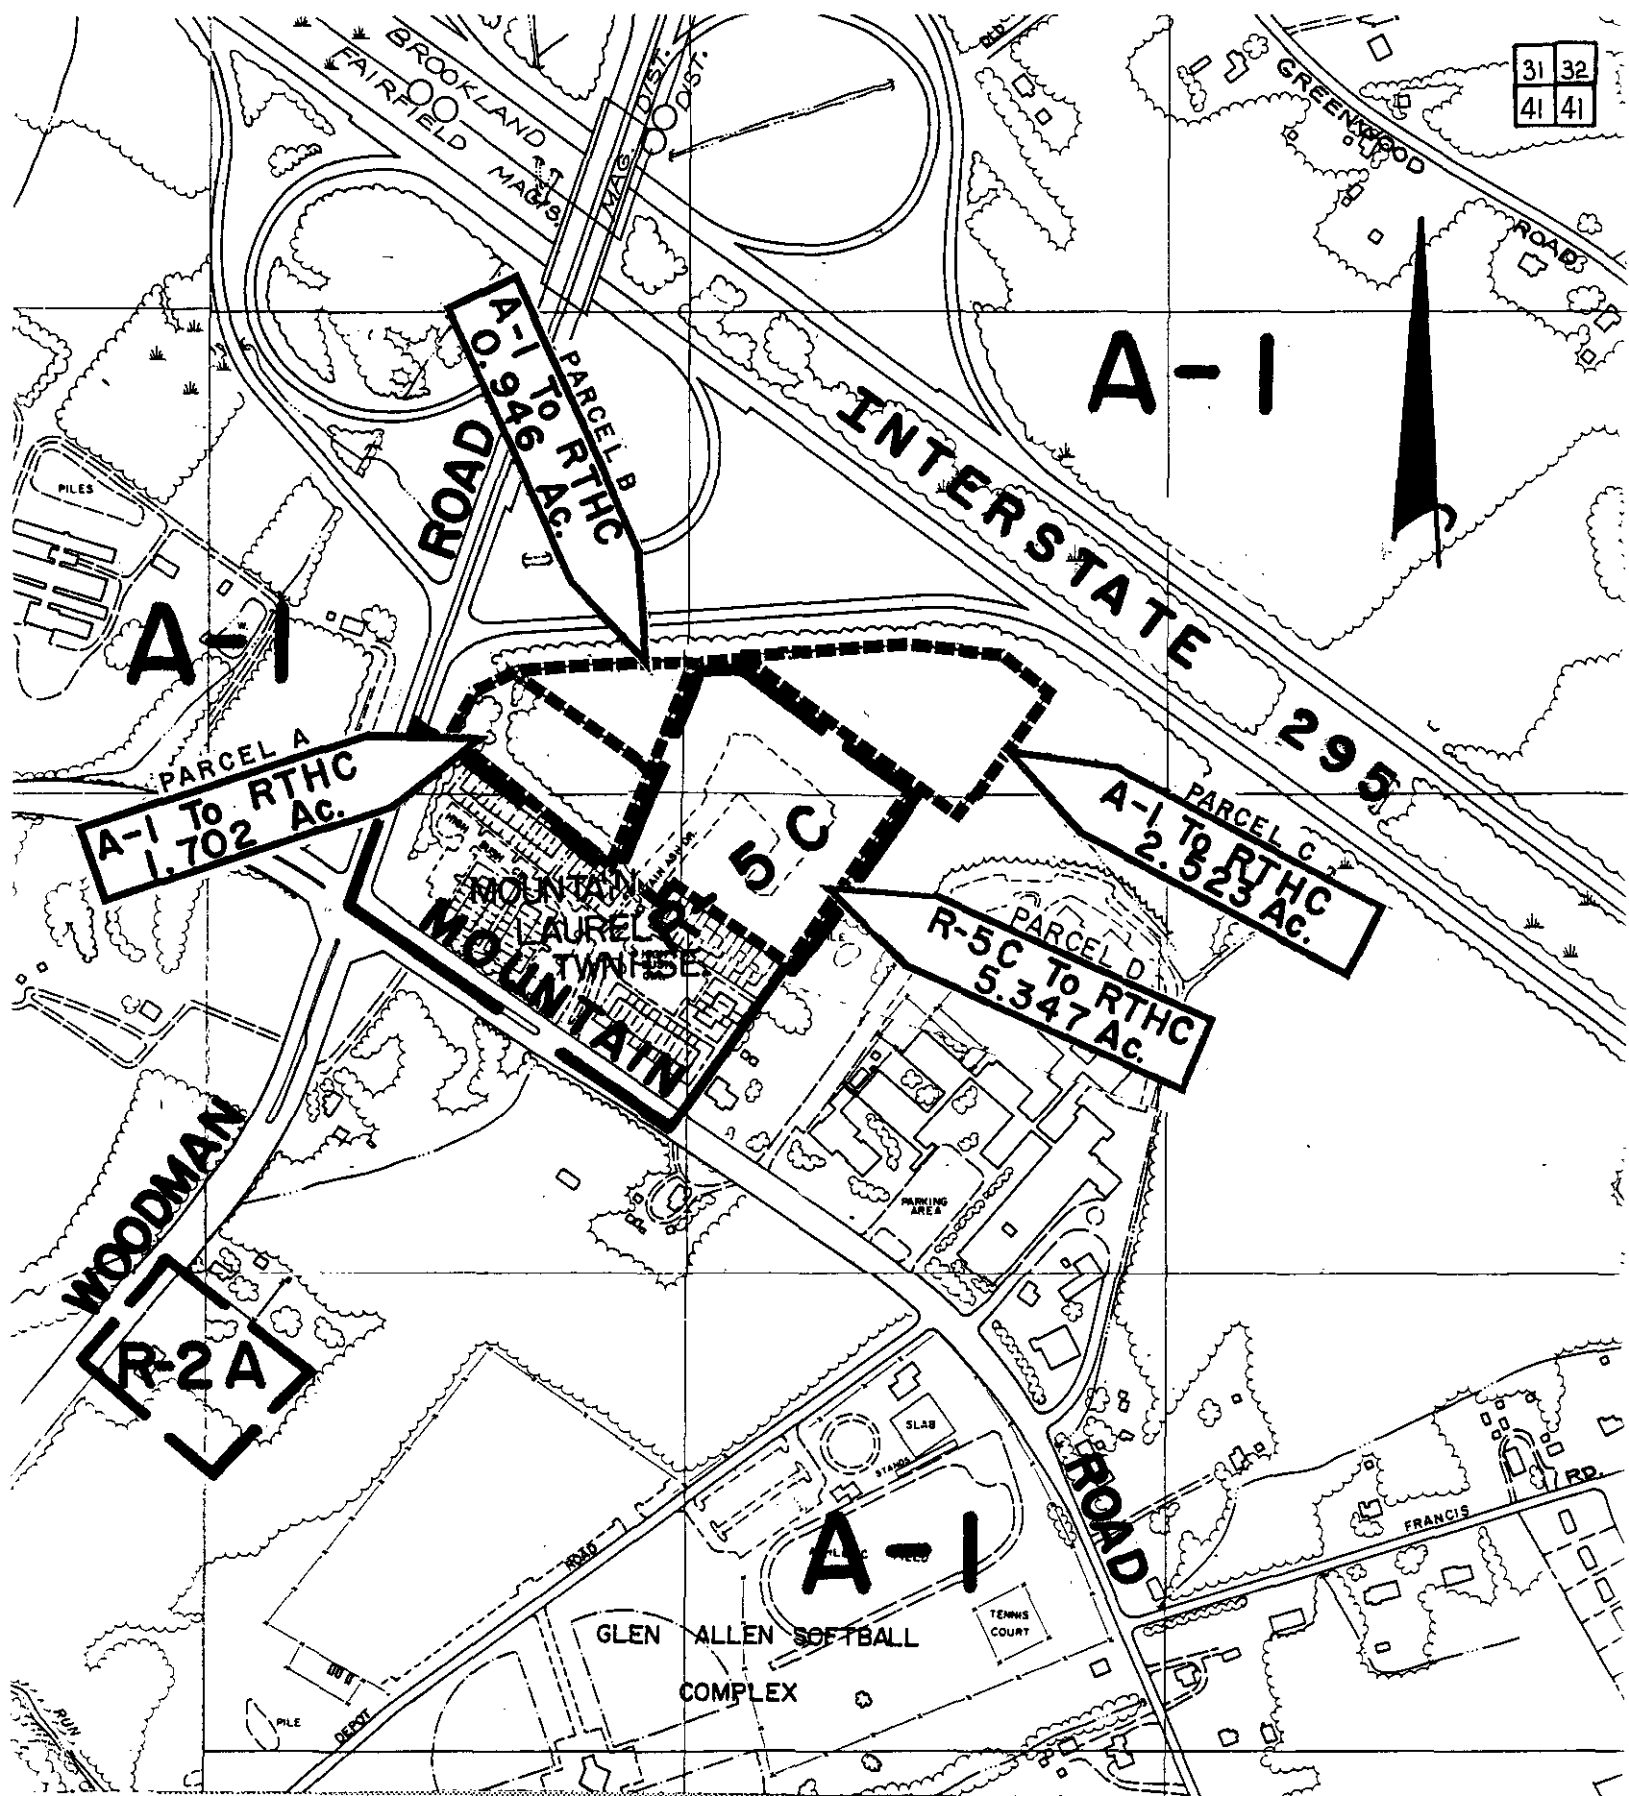 BROOKLAND
FAIRFIELD
MAGIS.
MAG. DIST.
DIST.
GREENWOOD
ROAD
31 32
41 41
A-1
PARCEL B
A-1 To RTHC
0.946 Ac.
ROAD
INTERSTATE 295
PILES
A-1
PARCEL A
A-1 To RTHC
1.702 Ac.
PARCEL C
A-1 To RTHC
2.523 Ac.
R-5C
PARCEL D
R-5C To RTHC
5.347 Ac.
MOUNTAIN
LAUREL
TWNHSE.
MOUNTAIN
WOODMAN
PARKING
AREA
R-2A
SLAB
STANDS
ROAD
FRANCIS RD.
A-1
ROAD
TENNIS
COURT
GLEN ALLEN SOFTBALL
COMPLEX
DEPOT
PILE
RUN